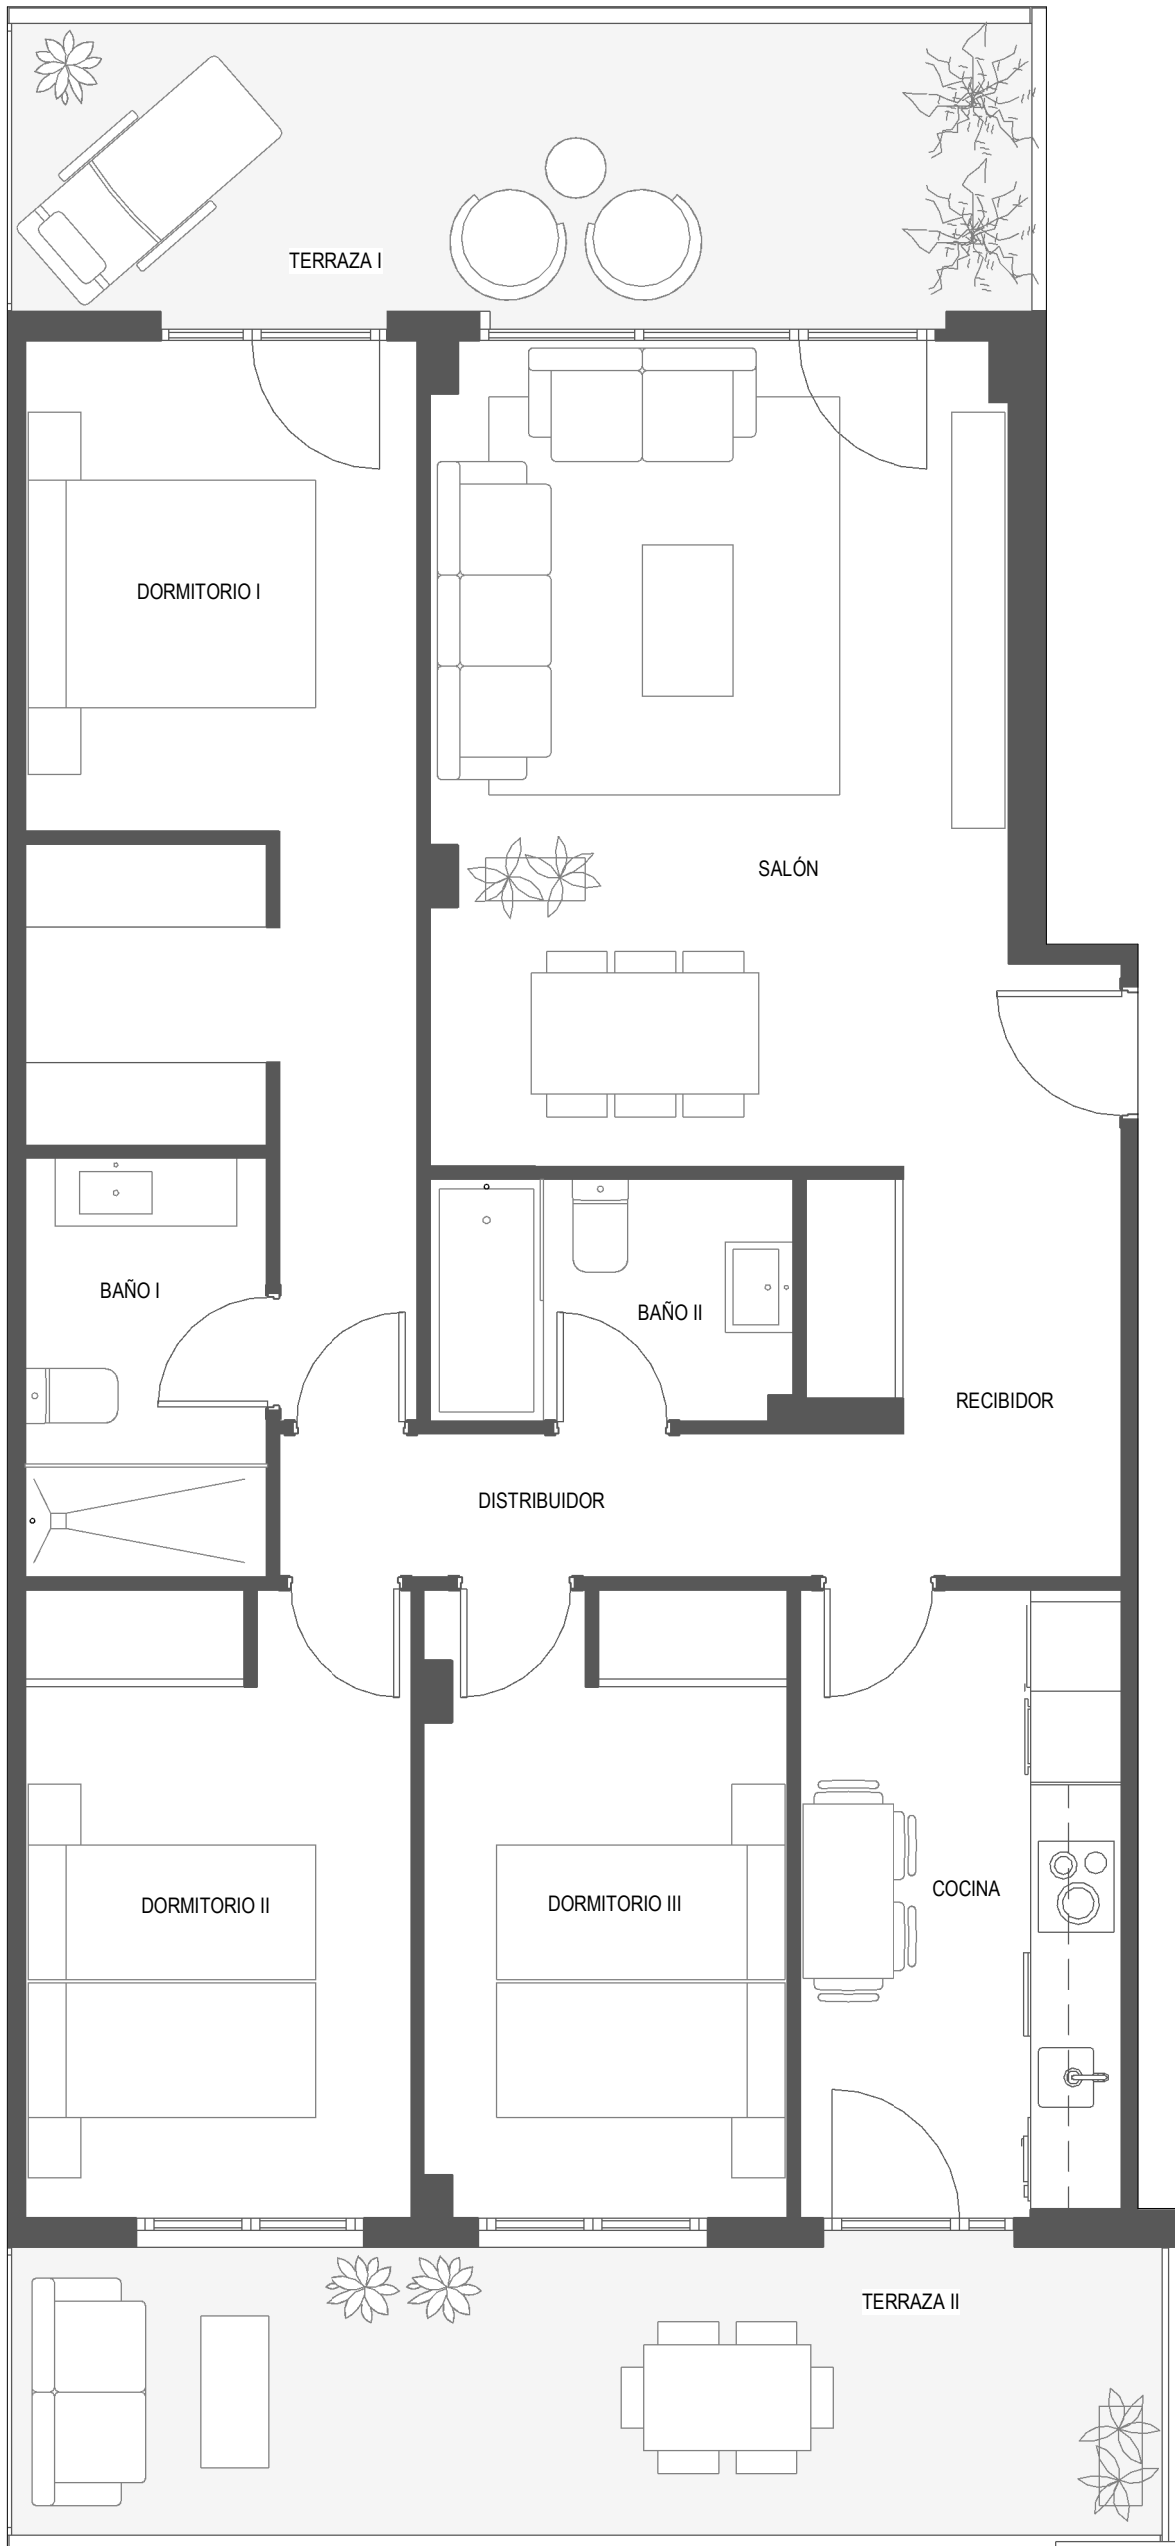 TERRAZA I
DORMITORIO I
SALÓN
BAÑO I
BAÑO II
RECIBIDOR
DISTRIBUIDOR
COCINA
DORMITORIO II
DORMITORIO III
TERRAZA II